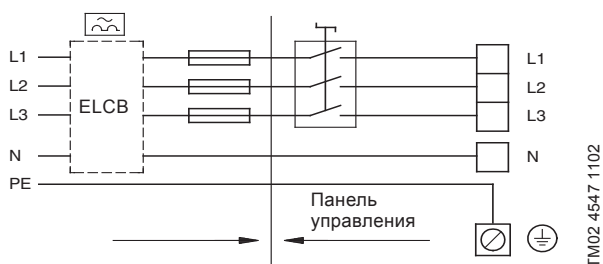 L1
L1
L2
L2
L3
ELCB
L3
N
N
PE
Панель
управления
TM02 4547 1102